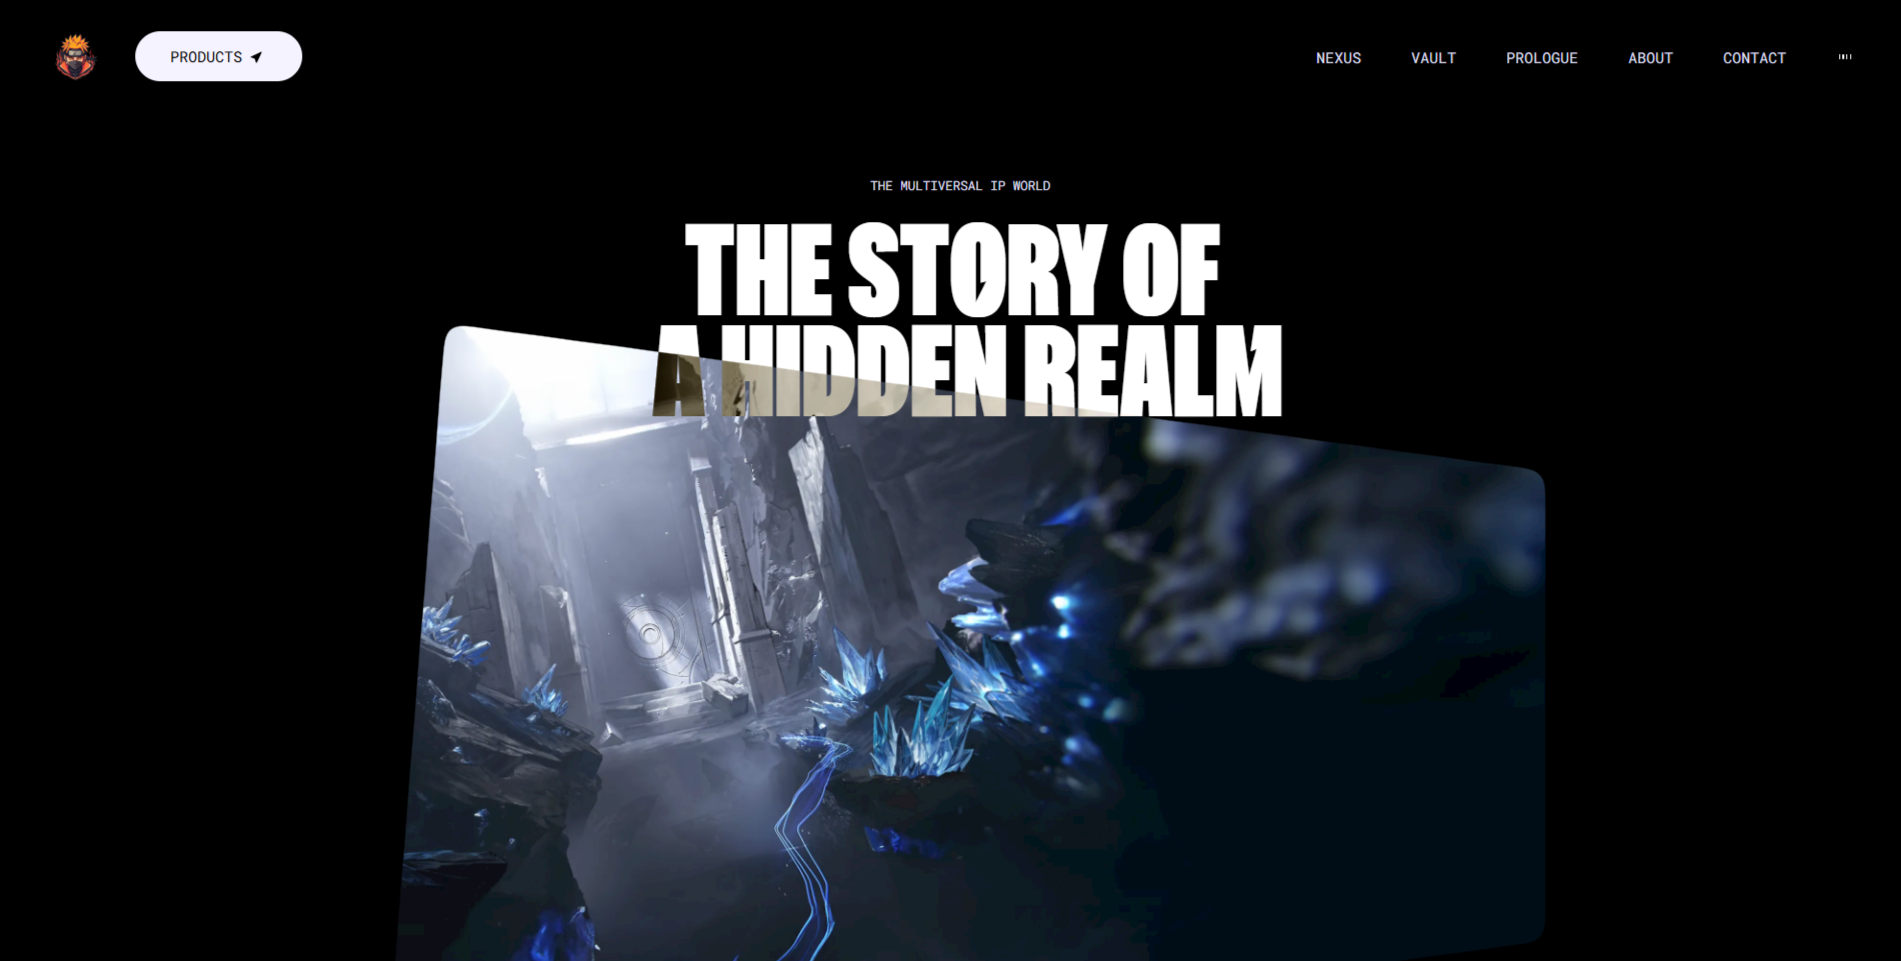 PRODUCTS
NEXUS
VAULT
PROLOGUE
ABOUT
CONTACT
THE MULTIVERSAL IP WORLD
THE STORY OF
A HIDDEN REALM